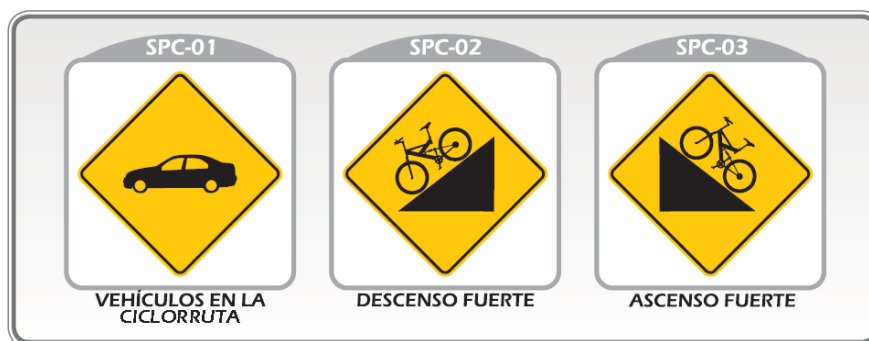 SPC-01
SPC-02
SPC-03
VEHÍCULOS EN LA
CICLORRUTA
DESCENSO FUERTE
ASCENSO FUERTE